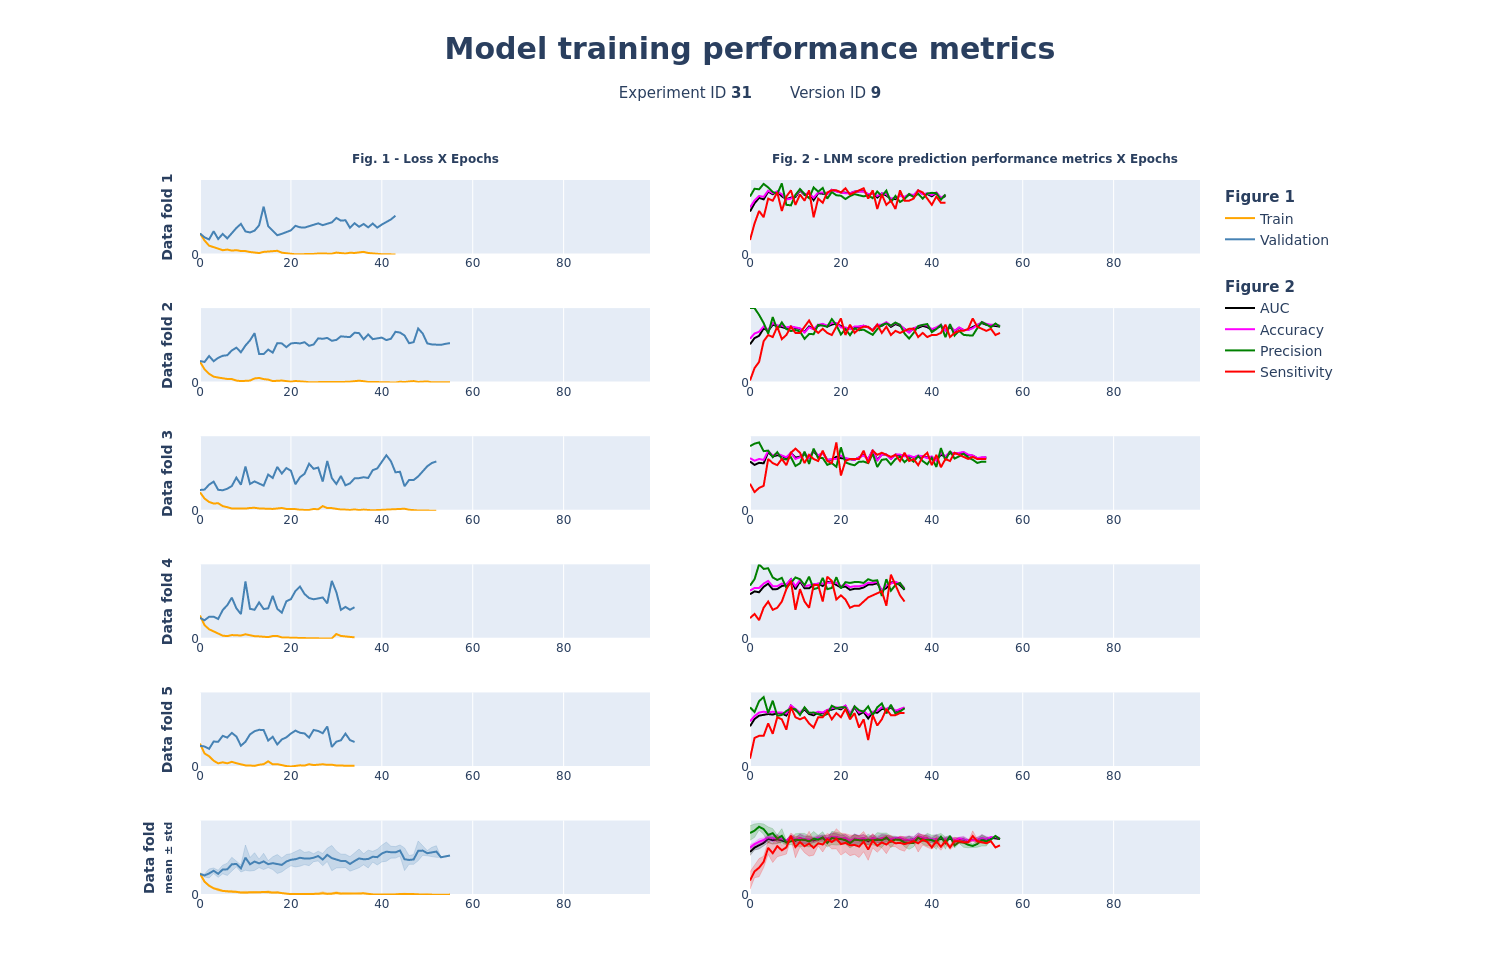 Model training performance metrics
Experiment ID 31 Version ID 9
Fig. 1 - Loss X Epochs
Fig. 2 - LNM score prediction performance metrics X Epochs
Data fold 1
0
0 20 40 60 80
0
0 20 40 60 80
Figure 1
Train
Validation
Figure 2
AUC
Accuracy
Precision
Sensitivity
Data fold 2
0
0 20 40 60 80
0
0 20 40 60 80
Data fold 3
0
0 20 40 60 80
0
0 20 40 60 80
Data fold 4
0
0 20 40 60 80
0
0 20 40 60 80
Data fold 5
0
0 20 40 60 80
0
0 20 40 60 80
Data fold
mean ± std
0
0 20 40 60 80
0
0 20 40 60 80